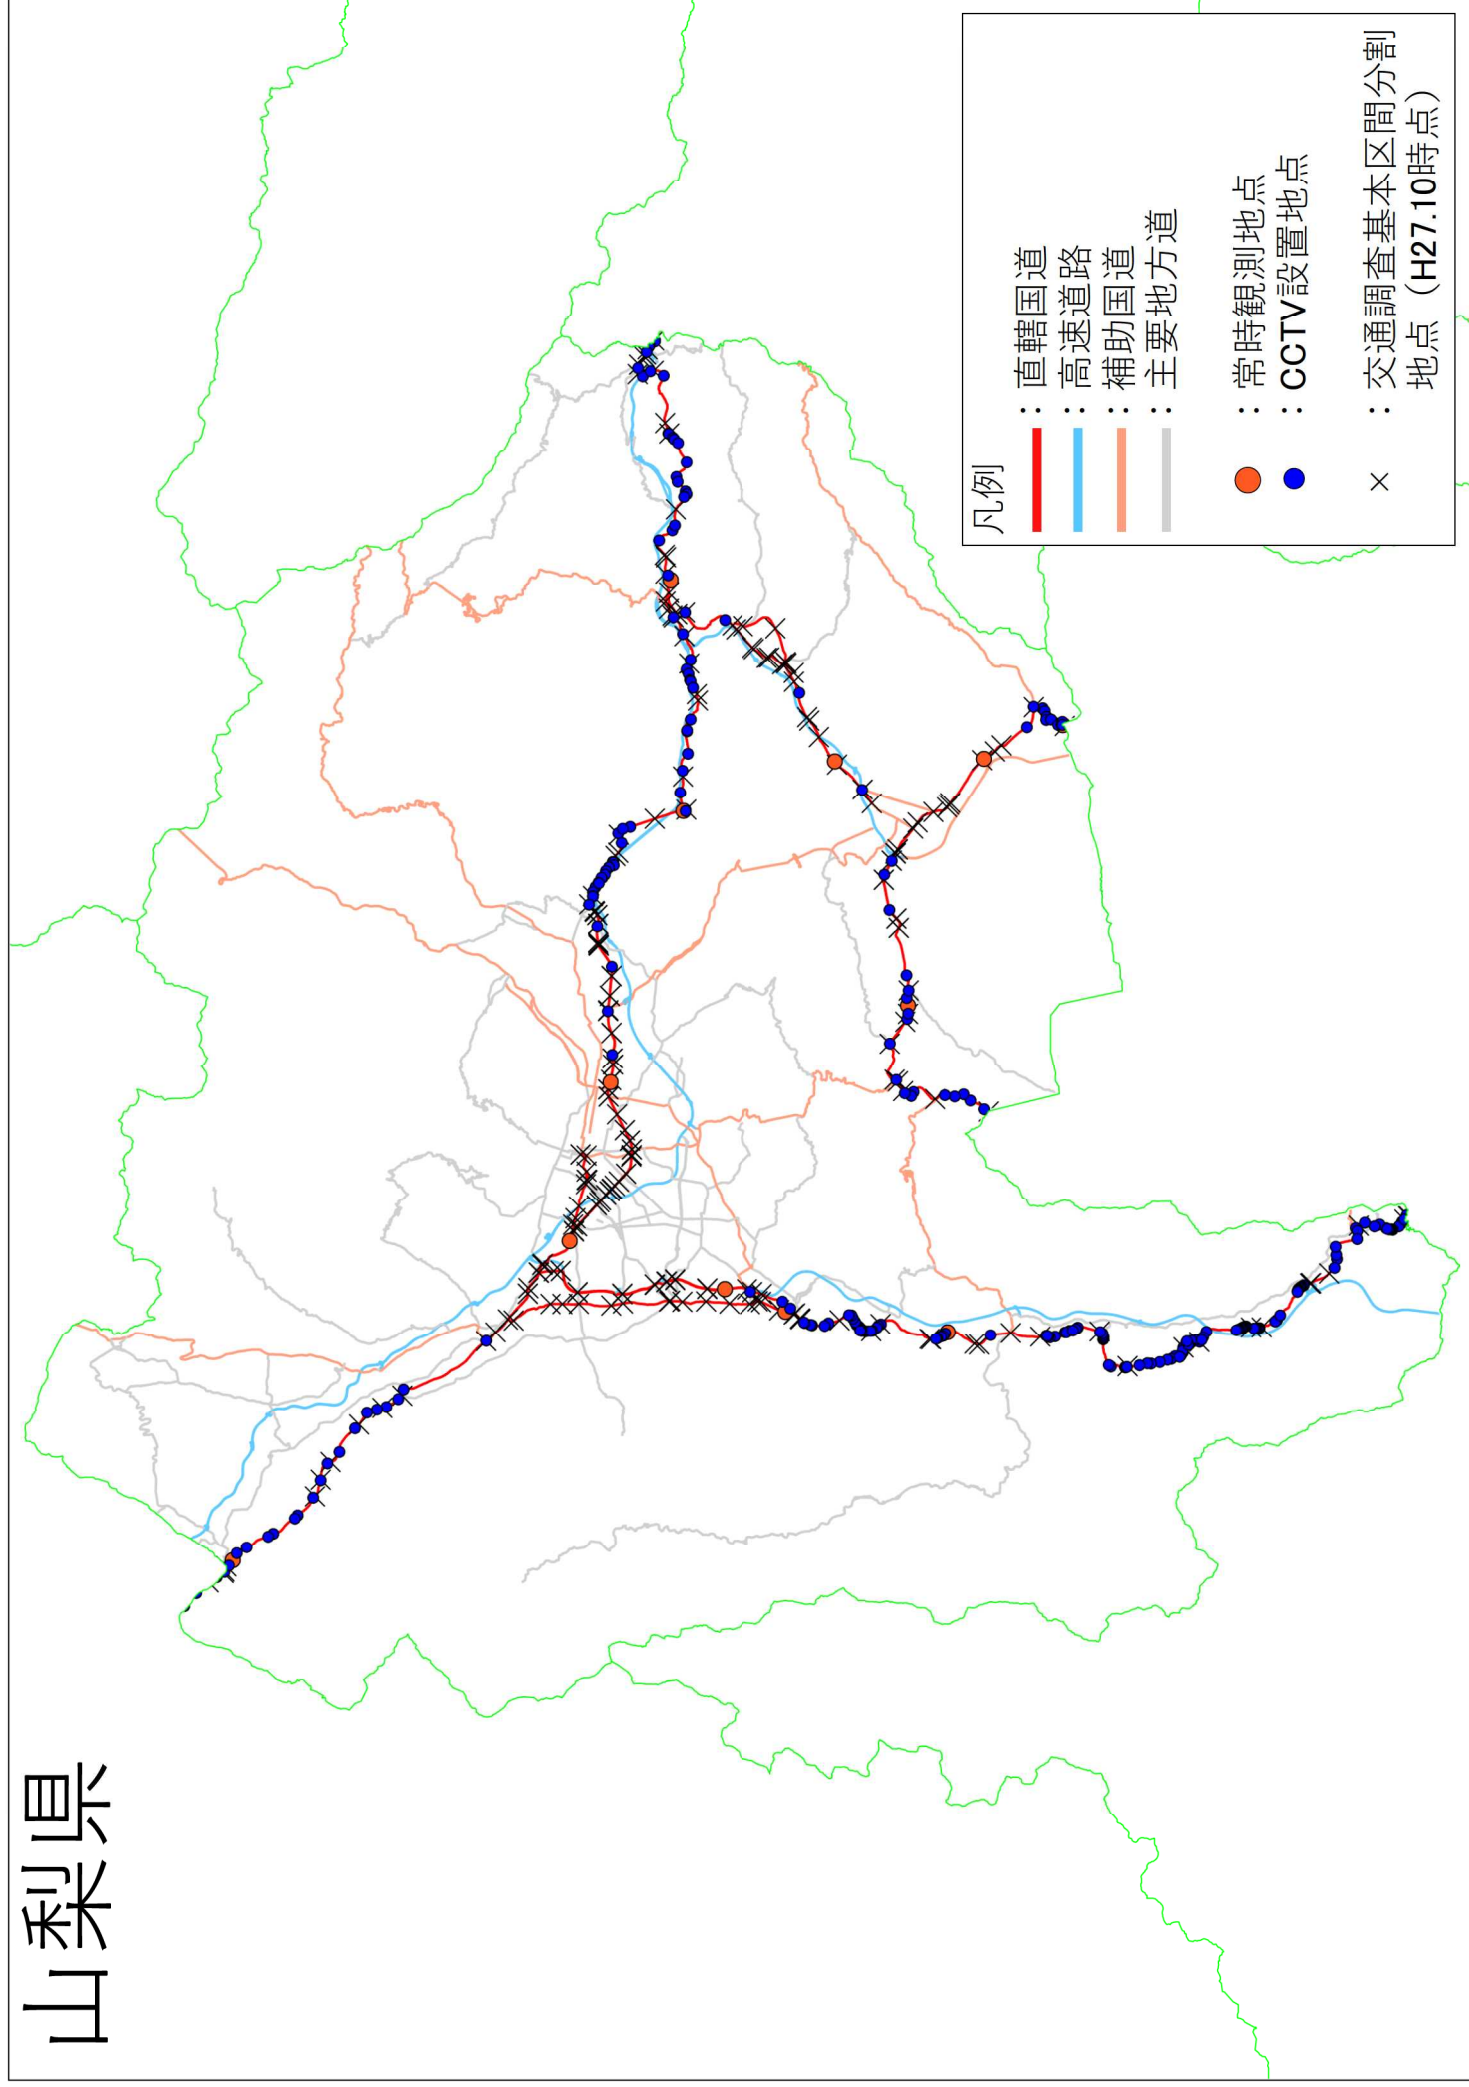 山梨県
凡例
：直轄国道
：高速道路
：補助国道
：主要地方道
：常時観測地点
：CCTV設置地点
×：交通調査基本区間分割
地点（H27.10時点）